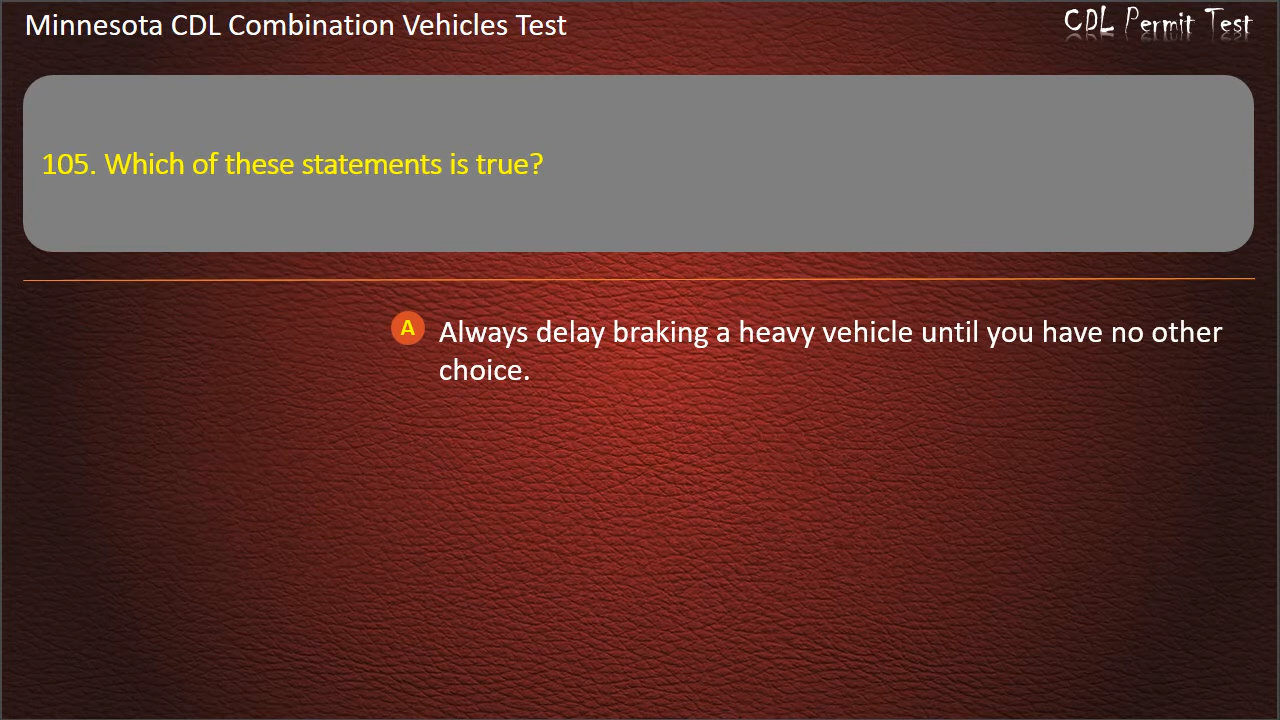 Minnesota CDL Combination Vehicles Test
CDL Permit Test
105. Which of these statements is true?
A Always delay braking a heavy vehicle until you have no other
choice.